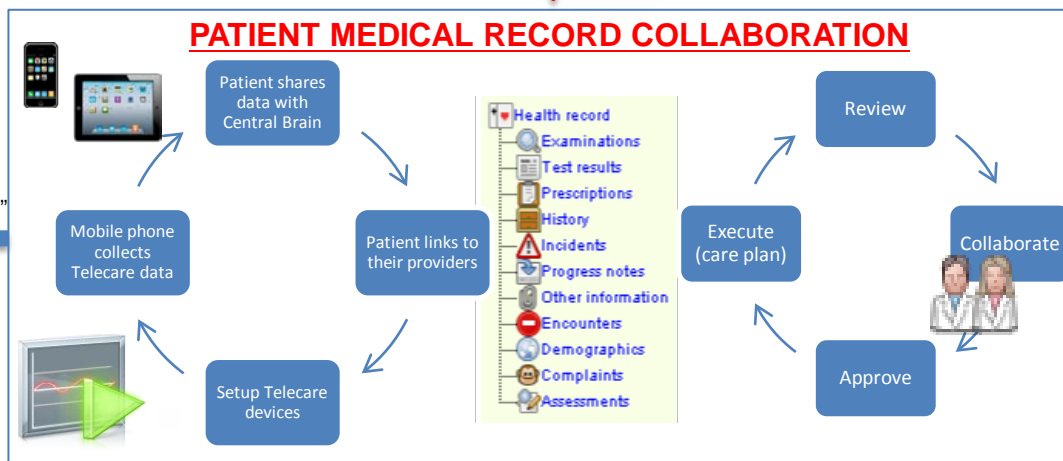 PATIENT MEDICAL RECORD COLLABORATION
Patient shares
data with
Central Brain
Patient links to
their providers
Setup Telecare
devices
Mobile phone
collects
Telecare data
”
Health record
Examinations
Test results
Prescriptions
History
Incidents
Progress notes
Other information
Encounters
Demographics
Complaints
Assessments
Review
Collaborate
Approve
Execute
(care plan)